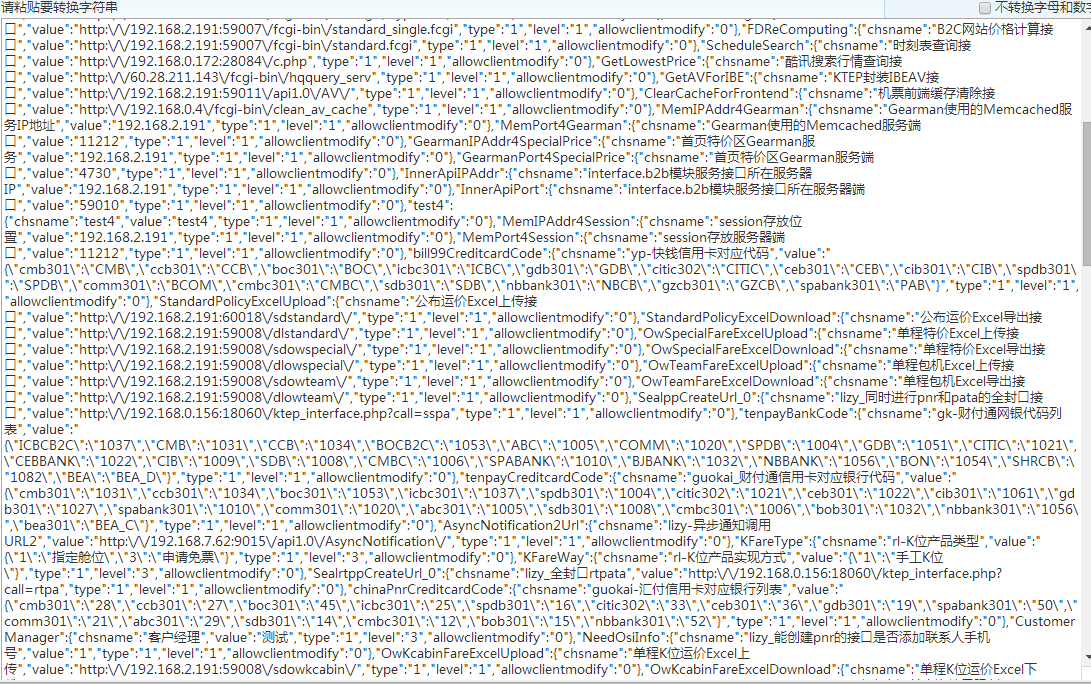 请粘贴要转换字符串
不转换字母和数字
口","value":"http:\/\/192.168.2.191:59007\/fcgi-bin\/standard_single.fcgi","type":"1","level":"1","allowclientmodify":"0"},"FDReComputing":{"chsname":"B2C网站价格计算接
口","value":"http:\/\/192.168.2.191:59007\/fcgi-bin\/standard.fcgi","type":"1","level":"1","allowclientmodify":"0"},"ScheduleSearch":{"chsname":"时刻表查询接
口","value":"http:\/\/192.168.0.172:28084\/c.php","type":"1","level":"1","allowclientmodify":"0"},"GetLowestPrice":{"chsname":"酷讯搜索行情查询接
口","value":"http:\/\/60.28.211.143\/fcgi-bin\/hqquery_serv","type":"1","level":"1","allowclientmodify":"0"},"GetAVForIBE":{"chsname":"KTEP封装IBEAV接
口","value":"http:\/\/192.168.2.191:59011\/api1.0\/AV\/","type":"1","level":"1","allowclientmodify":"0"},"ClearCacheForFrontend":{"chsname":"机票前端缓存清除接
口","value":"http:\/\/192.168.0.4\/fcgi-bin\/clean_av_cache","type":"1","level":"1","allowclientmodify":"0"},"MemIPAddr4Gearman":{"chsname":"Gearman使用的Memcached服
务IP地址","value":"192.168.2.191","type":"1","level":"1","allowclientmodify":"0"},"MemPort4Gearman":{"chsname":"Gearman使用的Memcached服务端
口","value":"11212","type":"1","level":"1","allowclientmodify":"0"},"GearmanIPAddr4SpecialPrice":{"chsname":"首页特价区Gearman服
务","value":"192.168.2.191","type":"1","level":"1","allowclientmodify":"0"},"GearmanPort4SpecialPrice":{"chsname":"首页特价区Gearman服务端
口","value":"4730","type":"1","level":"1","allowclientmodify":"0"},"InnerApiIPAddr":{"chsname":"interface.b2b模块服务接口所在服务器
IP","value":"192.168.2.191","type":"1","level":"1","allowclientmodify":"0"},"InnerApiPort":{"chsname":"interface.b2b模块服务接口所在服务器端
口","value":"59010","type":"1","level":"1","allowclientmodify":"0"},"test4":
{"chsname":"test4","value":"test4","type":"1","level":"1","allowclientmodify":"0"},"MemIPAddr4Session":{"chsname":"session存放位
置","value":"192.168.2.191","type":"1","level":"1","allowclientmodify":"0"},"MemPort4Session":{"chsname":"session存放服务器端
口","value":"11212","type":"1","level":"1","allowclientmodify":"0"},"bill99CreditcardCode":{"chsname":"yp-快钱信用卡对应代码","value":"
{\"cmb301\":\"CMB\",\"ccb301\":\"CCB\",\"boc301\":\"BOC\",\"icbc301\":\"ICBC\",\"gdb301\":\"GDB\",\"citic302\":\"CITIC\",\"ceb301\":\"CEB\",\"cib301\":\"CIB\",\"spdb301\"
:\"SPDB\",\"comm301\":\"BCOM\",\"cmbc301\":\"CMBC\",\"sdb301\":\"SDB\",\"nbbank301\":\"NBCB\",\"gzcb301\":\"GZCB\",\"spabank301\":\"PAB\"}","type":"1","level":"1",
"allowclientmodify":"0"},"StandardPolicyExcelUpload":{"chsname":"公布运价Excel上传接
口","value":"http:\/\/192.168.2.191:60018\/sdstandard\/","type":"1","level":"1","allowclientmodify":"0"},"StandardPolicyExcelDownload":{"chsname":"公布运价Excel导出接
口","value":"http:\/\/192.168.2.191:59008\/dlstandard\/","type":"1","level":"1","allowclientmodify":"0"},"OwSpecialFareExcelUpload":{"chsname":"单程特价Excel上传接
口","value":"http:\/\/192.168.2.191:59008\/sdowspecial\/","type":"1","level":"1","allowclientmodify":"0"},"OwSpecialFareExcelDownload":{"chsname":"单程特价Excel导出接
口","value":"http:\/\/192.168.2.191:59008\/dlowspecial\/","type":"1","level":"1","allowclientmodify":"0"},"OwTeamFareExcelUpload":{"chsname":"单程包机Excel上传接
口","value":"http:\/\/192.168.2.191:59008\/sdowteam\/","type":"1","level":"1","allowclientmodify":"0"},"OwTeamFareExcelDownload":{"chsname":"单程包机Excel导出接
口","value":"http:\/\/192.168.2.191:59008\/dlowteam\/","type":"1","level":"1","allowclientmodify":"0"},"SealppCreateUrl_0":{"chsname":"lizy_同时进行pnr和pata的全封口接
口","value":"http:\/\/192.168.0.156:18060\/ktep_interface.php?call=sspa","type":"1","level":"1","allowclientmodify":"0"},"tenpayBankCode":{"chsname":"gk-财付通网银代码列
表","value":"
{\"ICBCB2C\":\"1037\",\"CMB\":\"1031\",\"CCB\":\"1034\",\"BOCB2C\":\"1053\",\"ABC\":\"1005\",\"COMM\":\"1020\",\"SPDB\":\"1004\",\"GDB\":\"1051\",\"CITIC\":\"1021\"
,\"CEBBANK\":\"1022\",\"CIB\":\"1009\",\"SDB\":\"1008\",\"CMBC\":\"1006\",\"SPABANK\":\"1010\",\"BJBANK\":\"1032\",\"NBBANK\":\"1056\",\"BON\":\"1054\",\"SHRCB\":\"
1082\",\"BEA\":\"BEA_D\"}","type":"1","level":"1","allowclientmodify":"0"},"tenpayCreditcardCode":{"chsname":"guokai_财付通信用卡对应银行代码","value":"
{\"cmb301\":\"1031\",\"ccb301\":\"1034\",\"boc301\":\"1053\",\"icbc301\":\"1037\",\"spdb301\":\"1004\",\"citic302\":\"1021\",\"ceb301\":\"1022\",\"cib301\":\"1061\",\"gd
b301\":\"1027\",\"spabank301\":\"1010\",\"comm301\":\"1020\",\"abc301\":\"1005\",\"sdb301\":\"1008\",\"cmbc301\":\"1006\",\"bob301\":\"1032\",\"nbbank301\":\"1056\"
,\"bea301\":\"BEA_C\"}","type":"1","level":"1","allowclientmodify":"0"},"AsyncNotification2Url":{"chsname":"lizy-异步通知调用
URL2","value":"http:\/\/192.168.7.62:9015\/api1.0\/AsyncNotification\/","type":"1","level":"1","allowclientmodify":"0"},"KFareType":{"chsname":"rl-K位产品类型","value":"
{\"1\":\"指定舱位\",\"3\":\"申请免票\"}","type":"1","level":"3","allowclientmodify":"0"},"KFareWay":{"chsname":"rl-K位产品实现方式","value":"{\"1\":\"手工K位
\"}","type":"1","level":"3","allowclientmodify":"0"},"SealrtppCreateUrl_0":{"chsname":"lizy_全封口rtpata","value":"http:\/\/192.168.0.156:18060\/ktep_interface.php?
call=rtpa","type":"1","level":"1","allowclientmodify":"0"},"chinaPnrCreditcardCode":{"chsname":"guokai-汇付信用卡对应银行列表","value":"
{\"cmb301\":\"28\",\"ccb301\":\"27\",\"boc301\":\"45\",\"icbc301\":\"25\",\"spdb301\":\"16\",\"citic302\":\"33\",\"ceb301\":\"36\",\"gdb301\":\"19\",\"spabank301\":\"50\",\"
comm301\":\"21\",\"abc301\":\"29\",\"sdb301\":\"14\",\"cmbc301\":\"12\",\"bob301\":\"15\",\"nbbank301\":\"52\"}","type":"1","level":"1","allowclientmodify":"0"},"Customer
Manager":{"chsname":"客户经理","value":"测试","type":"1","level":"3","allowclientmodify":"0"},"NeedOsiInfo":{"chsname":"lizy_能创建pnr的接口是否添加联系人手机
号","value":"1","type":"1","level":"1","allowclientmodify":"0"},"OwKcabinFareExcelUpload":{"chsname":"单程K位运价Excel上
传","value":"http:\/\/192.168.2.191:59008\/sdowkcabin\/","type":"1","level":"1","allowclientmodify":"0"},"OwKcabinFareExcelDownload":{"chsname":"单程K位运价Excel下